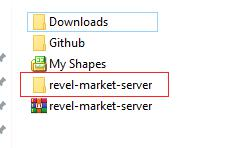 Downloads
Github
My Shapes
revel-market-server
revel-market-server